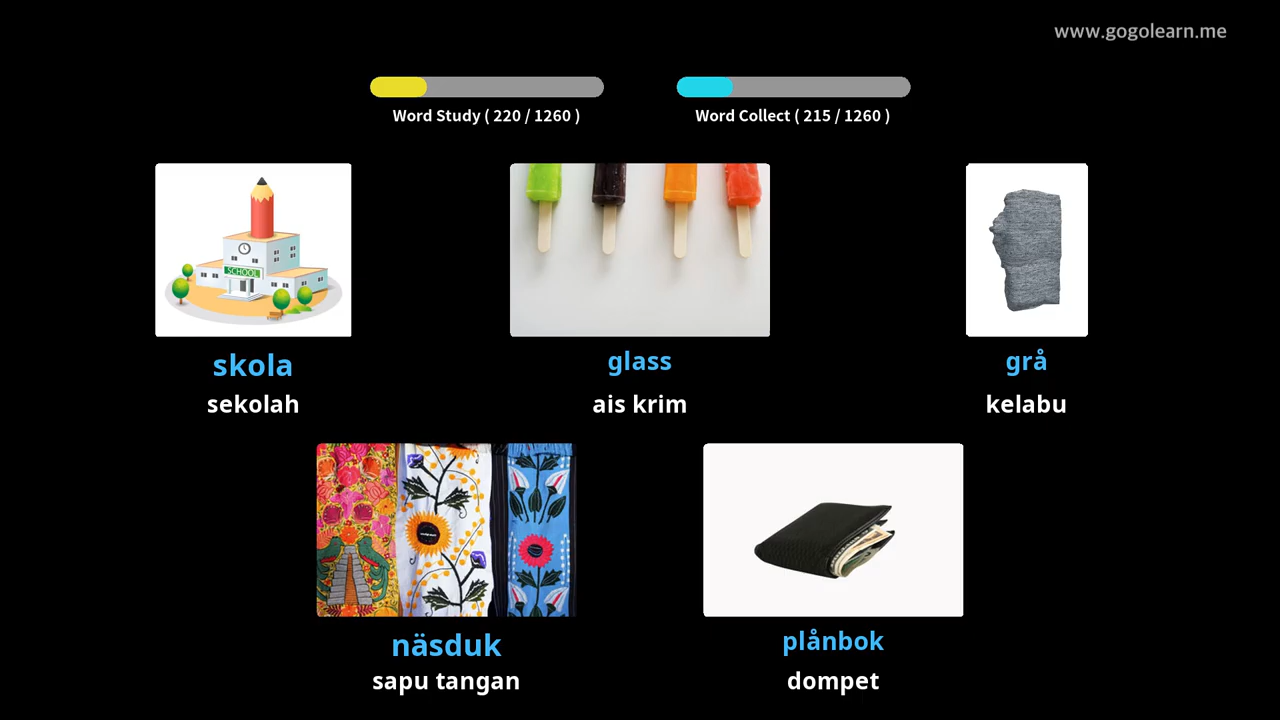 www.gogolearn.me
Word Study ( 220 / 1260 )
Word Collect ( 215 / 1260 )
SCHOOL
skola
glass
grå
sekolah
ais krim
kelabu
näsduk
plånbok
sapu tangan
dompet